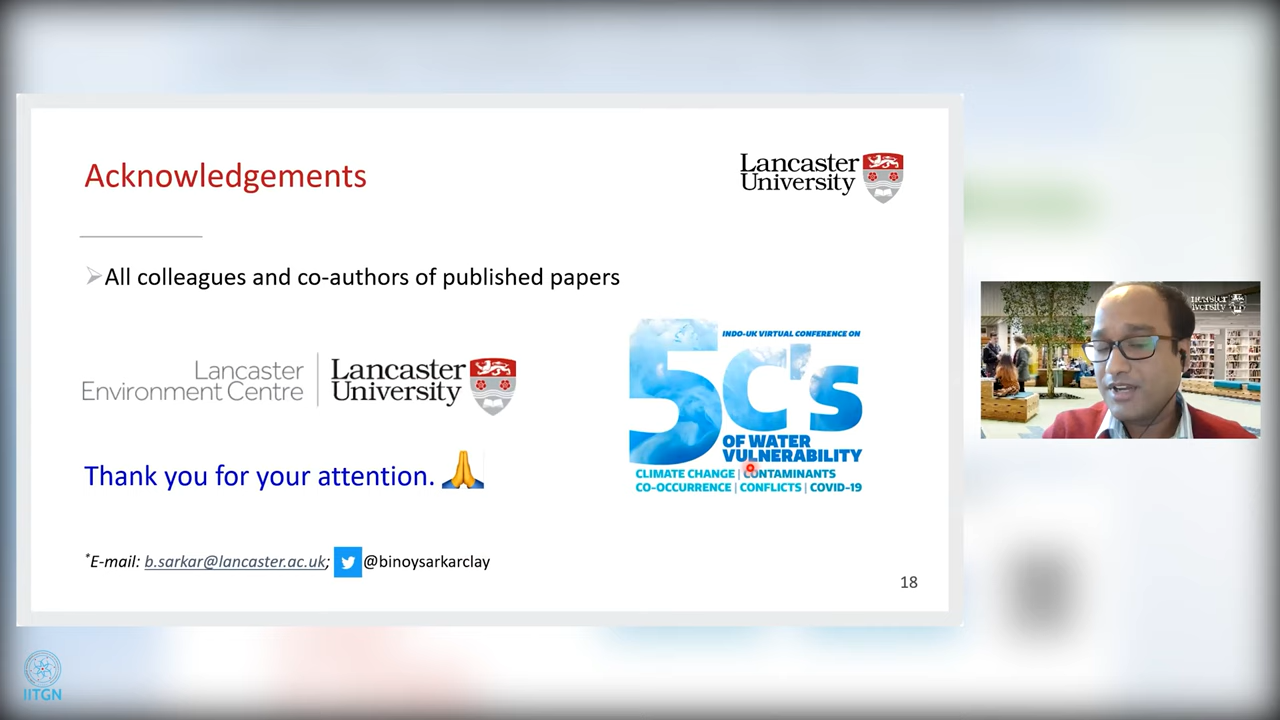 Acknowledgements
Lancaster
University
All colleagues and co-authors of published papers
Lancaster
Environment Centre
Lancaster
University
INDO-UK VIRTUAL CONFERENCE ON
5C's
OF WATER
VULNERABILITY
CLIMATE CHANGE | CONTAMINANTS
CO-OCCURRENCE | CONFLICTS | COVID-19
Thank you for your attention.
*E-mail: b.sarkar@lancaster.ac.uk; @binoysarkarclay
18
ncaster
iversity
IITGN